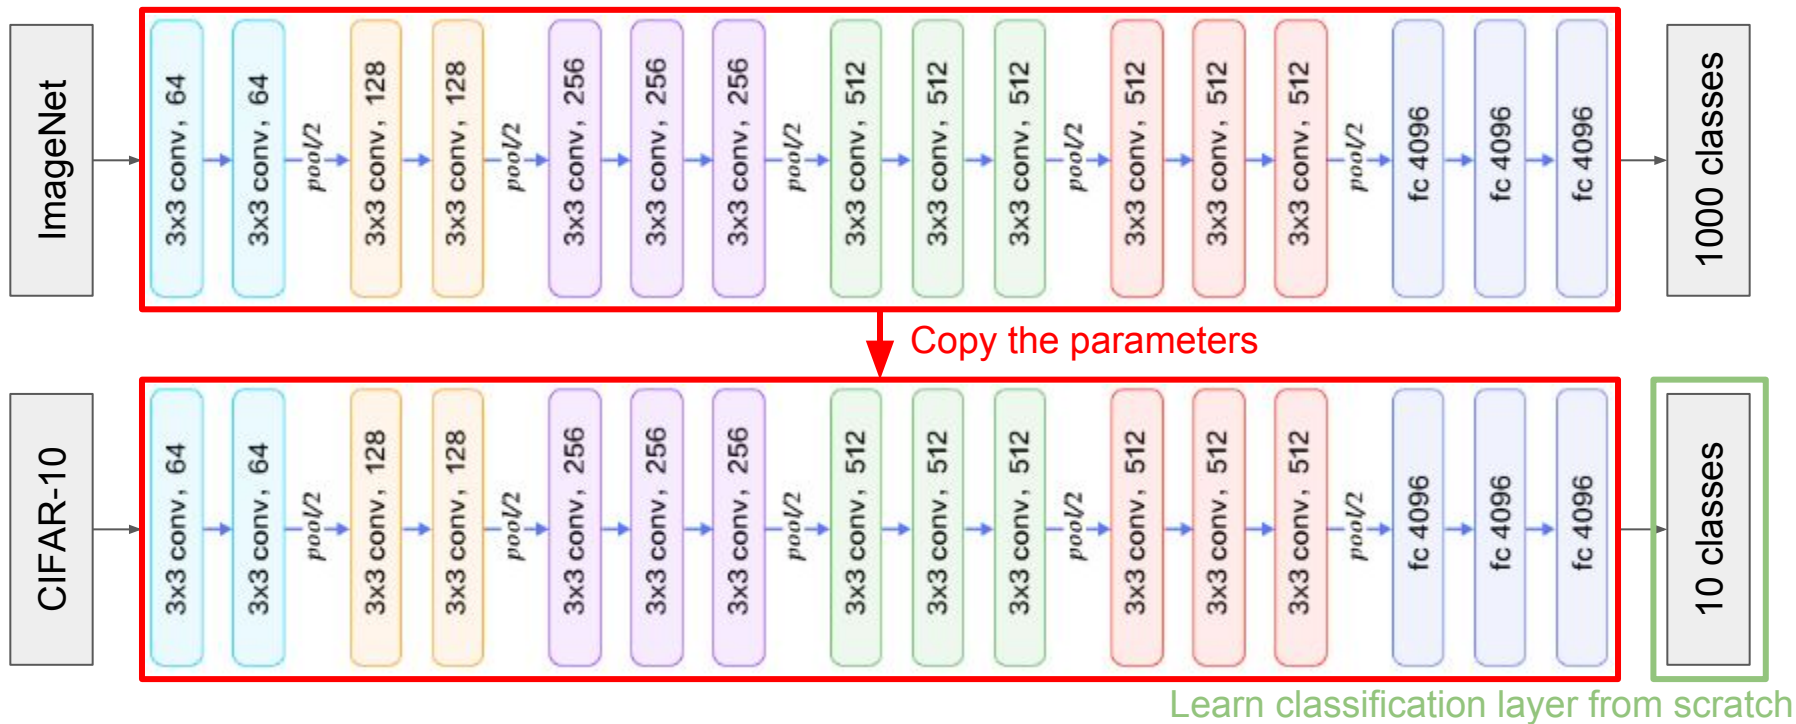 ImageNet
3x3 conv, 64
3x3 conv, 64
pool/2
3x3 conv, 128
3x3 conv, 128
pool/2
3x3 conv, 256
3x3 conv, 256
3x3 conv, 256
pool/2
3x3 conv, 512
3x3 conv, 512
3x3 conv, 512
pool/2
3x3 conv, 512
3x3 conv, 512
3x3 conv, 512
pool/2
fc 4096
fc 4096
fc 4096
1000 classes
Copy the parameters
CIFAR-10
3x3 conv, 64
3x3 conv, 64
pool/2
3x3 conv, 128
3x3 conv, 128
pool/2
3x3 conv, 256
3x3 conv, 256
3x3 conv, 256
pool/2
3x3 conv, 512
3x3 conv, 512
3x3 conv, 512
pool/2
3x3 conv, 512
3x3 conv, 512
3x3 conv, 512
pool/2
fc 4096
fc 4096
fc 4096
10 classes
Learn classification layer from scratch